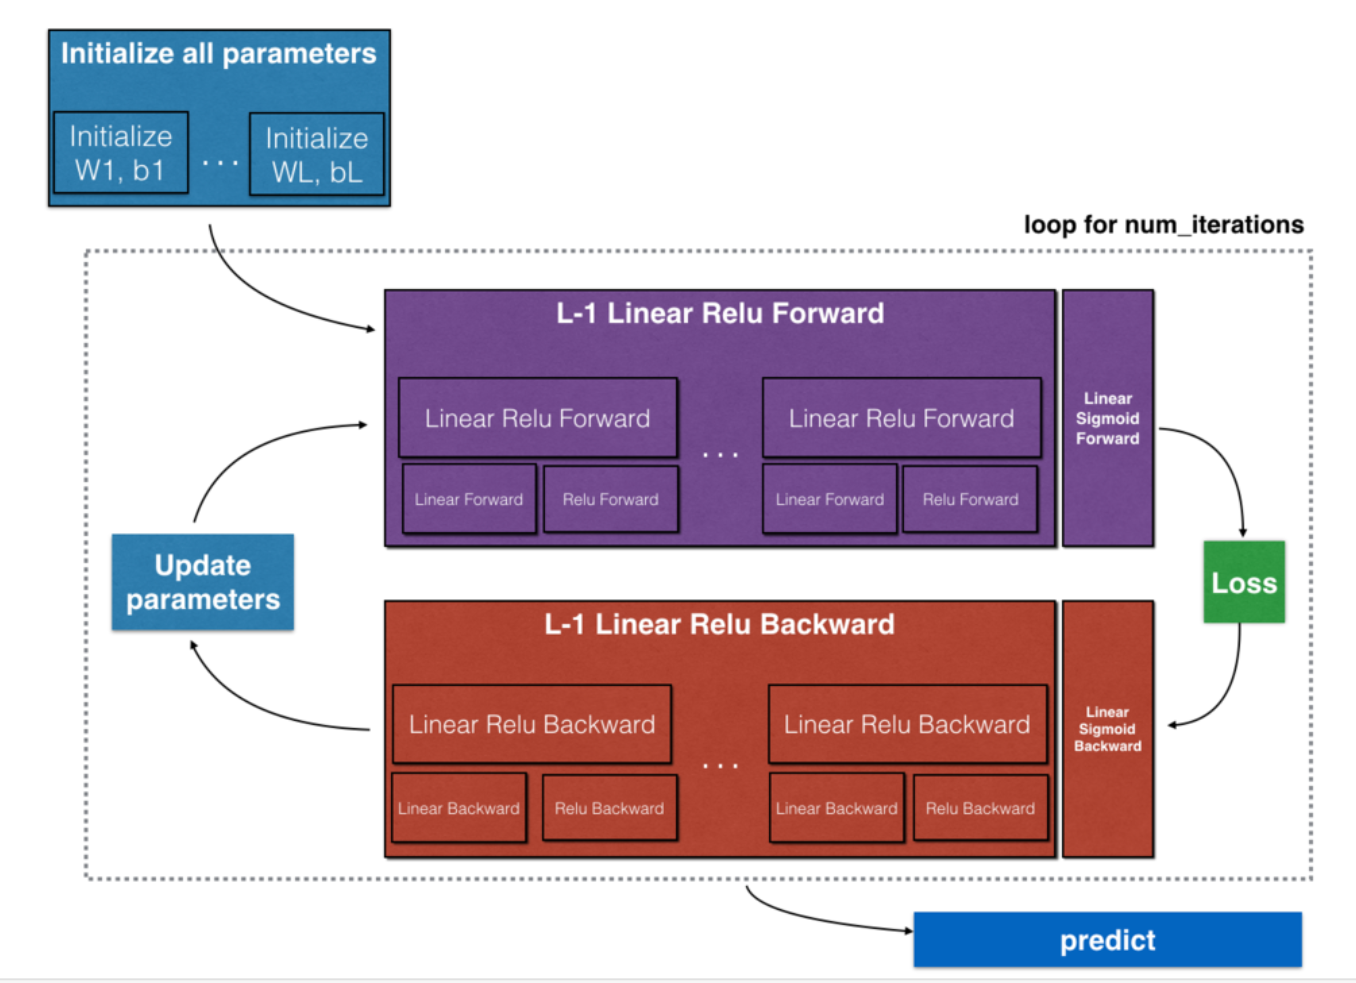 Initialize all parameters
Initialize
W1, b1
. . .
Initialize
WL, bL
loop for num_iterations
L-1 Linear Relu Forward
Linear Relu Forward
Linear Forward
Relu Forward
. . .
Linear Relu Forward
Linear Forward
Relu Forward
Linear
Sigmoid
Forward
Loss
Update
parameters
L-1 Linear Relu Backward
Linear Relu Backward
Linear Backward
Relu Backward
. . .
Linear Relu Backward
Linear Backward
Relu Backward
Linear
Sigmoid
Backward
predict